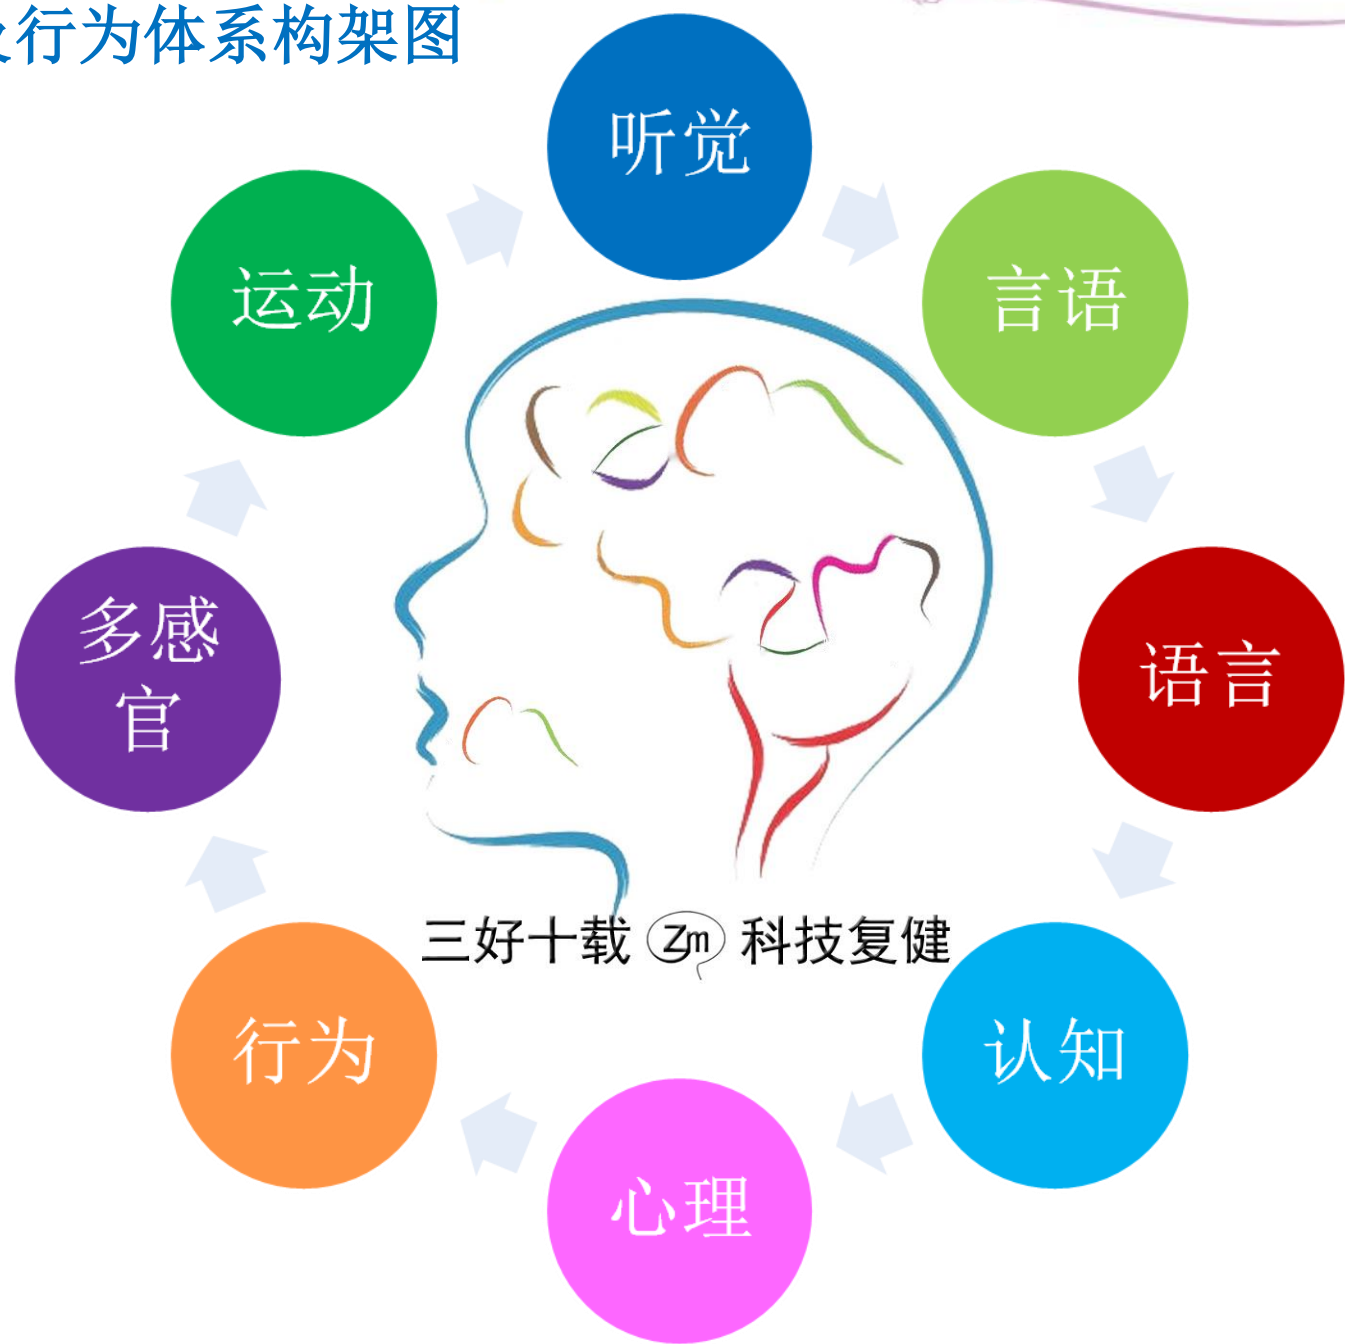 行为体系构架图
听觉
言语
语言
认知
心理
行为
多感
官
运动
三好十载 Zm 科技复健